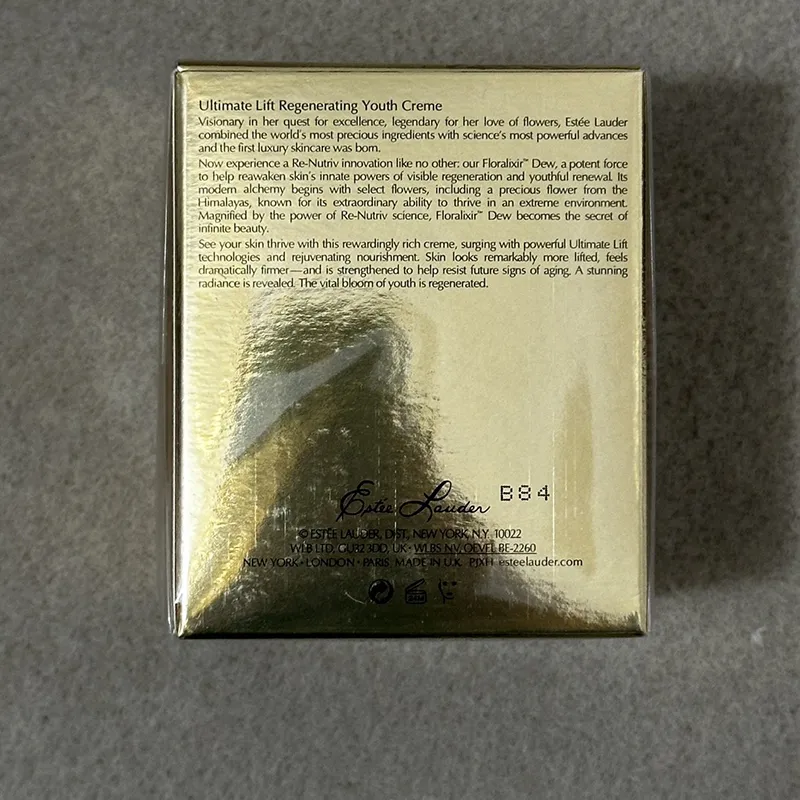 Ultimate Lift Regenerating Youth Creme
Visionary in her quest for excellence, legendary for her love of flowers, Estée Lauder
combined the world's most precious ingredients with science's most powerful advances
and the first luxury skincare was born.
Now experience a Re-Nutriv innovation like no other: our Floralixir™ Dew, a potent force
to help reawaken skin's innate powers of visible regeneration and youthful renewal. Its
modern alchemy begins with select flowers, including a precious flower from the
Himalayas, known for its extraordinary ability to thrive in an extreme environment.
Magnified by the power of Re-Nutriv science, Floralixir™ Dew becomes the secret of
infinite beauty.
See your skin thrive with this rewardingly rich creme, surging with powerful Ultimate Lift
technologies and rejuvenating nourishment. Skin looks remarkably more lifted, feels
dramatically firmer—and is strengthened to help resist future signs of aging. A stunning
radiance is revealed. The vital bloom of youth is regenerated.
Estée Lauder B84
© ESTÉE LAUDER, DIST., NEW YORK, N.Y. 10022
WLB LTD, GU32 3DD, UK • WLBS NV, OEVEL BE-2260
NEW YORK • LONDON • PARIS MADE IN U.K. PJXH esteelauder.com